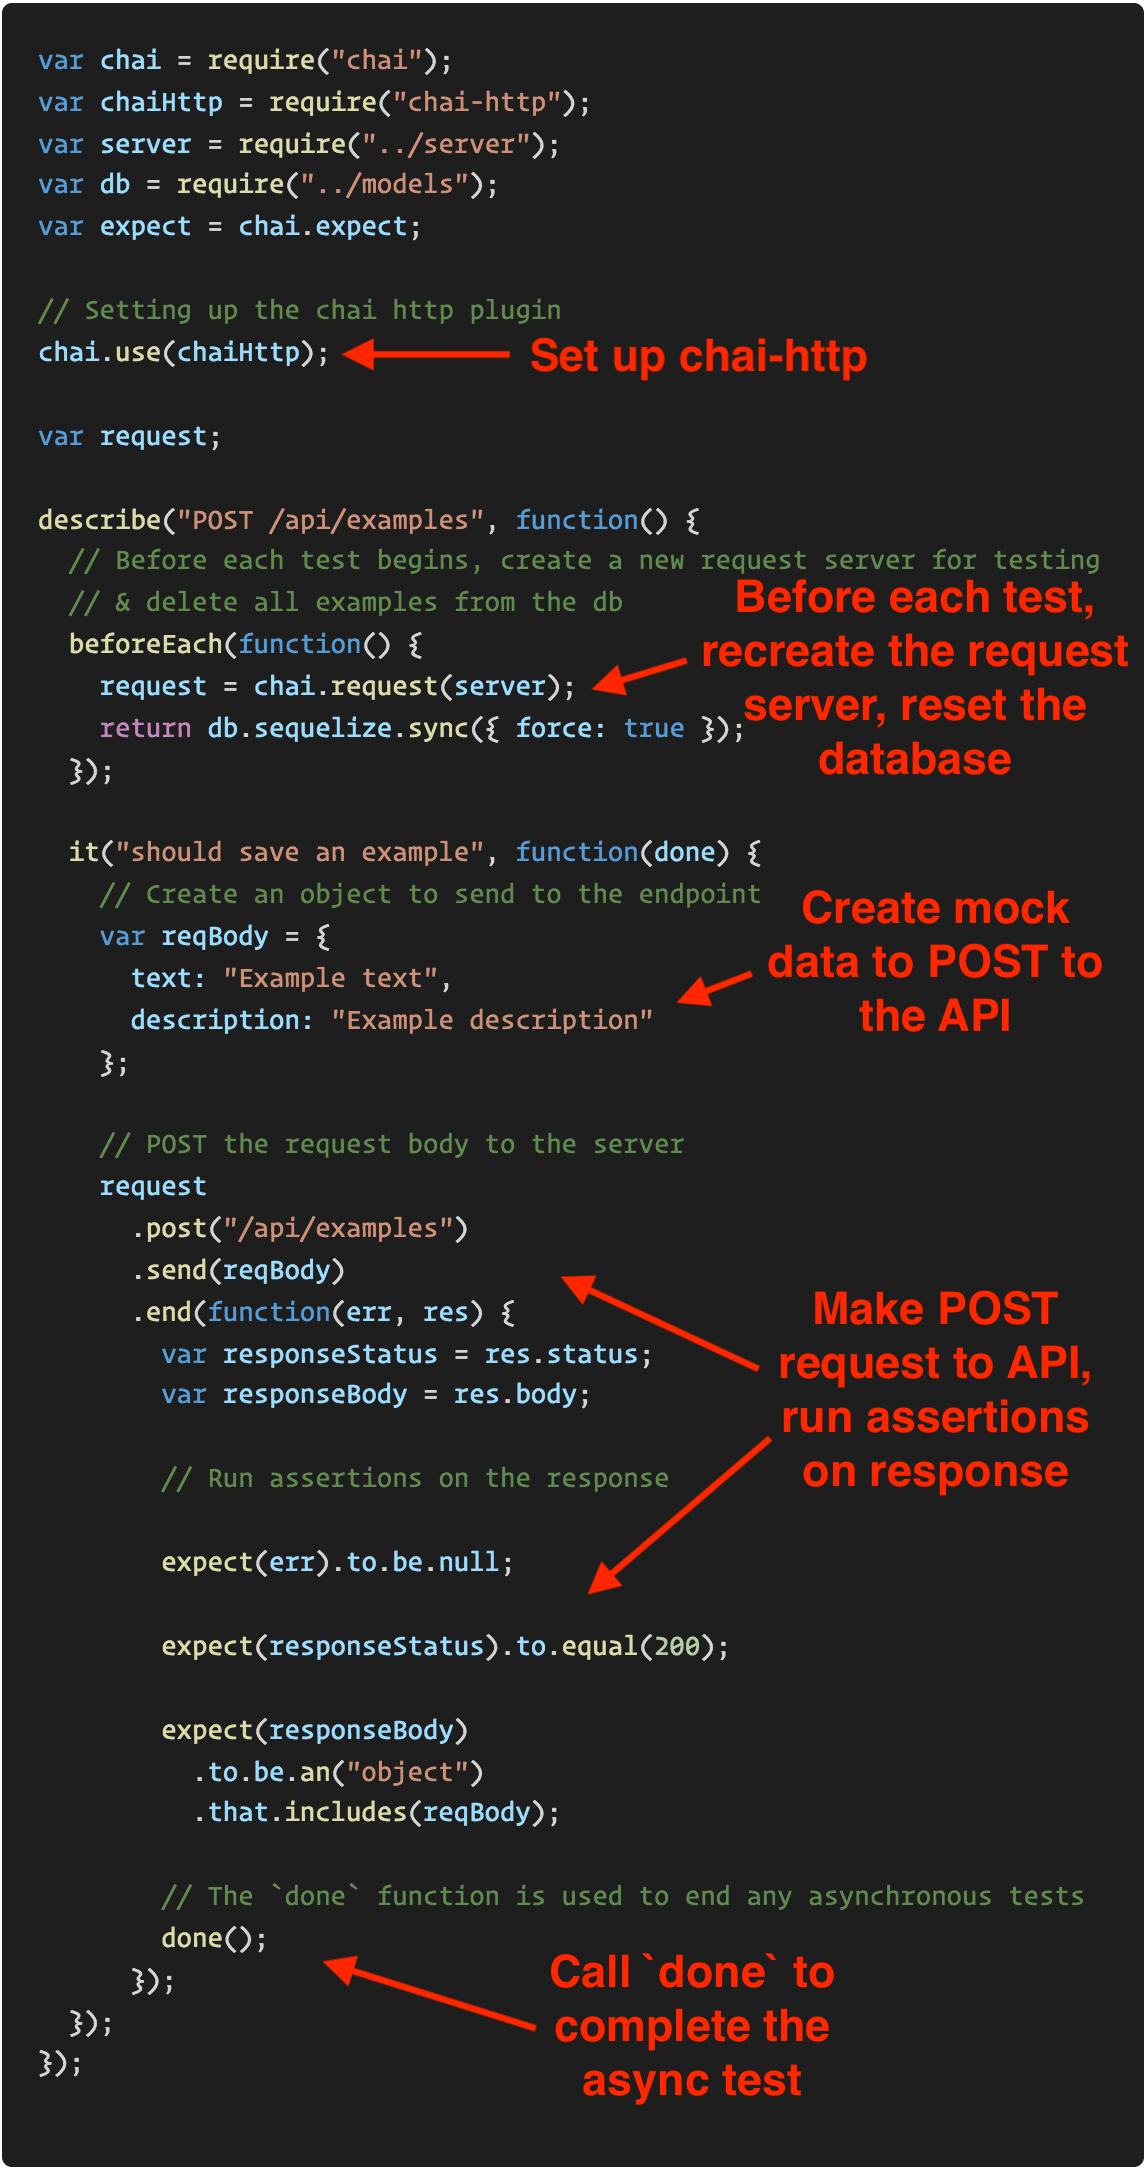 var chai = require("chai");
var chaiHttp = require("chai-http");
var server = require("../server");
var db = require("../models");
var expect = chai.expect;

// Setting up the chai http plugin
chai.use(chaiHttp);
Set up chai-http

var request;

describe("POST /api/examples", function() {
  // Before each test begins, create a new request server for testing
  // & delete all examples from the db
  beforeEach(function() {
    request = chai.request(server);
    return db.sequelize.sync({ force: true });
  });
Before each test,
recreate the request
server, reset the
database

  it("should save an example", function(done) {
    // Create an object to send to the endpoint
    var reqBody = {
      text: "Example text",
      description: "Example description"
    };
Create mock
data to POST to
the API

    // POST the request body to the server
    request
      .post("/api/examples")
      .send(reqBody)
      .end(function(err, res) {
        var responseStatus = res.status;
        var responseBody = res.body;
Make POST
request to API,
run assertions
on response

        // Run assertions on the response

        expect(err).to.be.null;

        expect(responseStatus).to.equal(200);

        expect(responseBody)
          .to.be.an("object")
          .that.includes(reqBody);

        // The `done` function is used to end any asynchronous tests
        done();
      });
  });
});
Call `done` to
complete the
async test